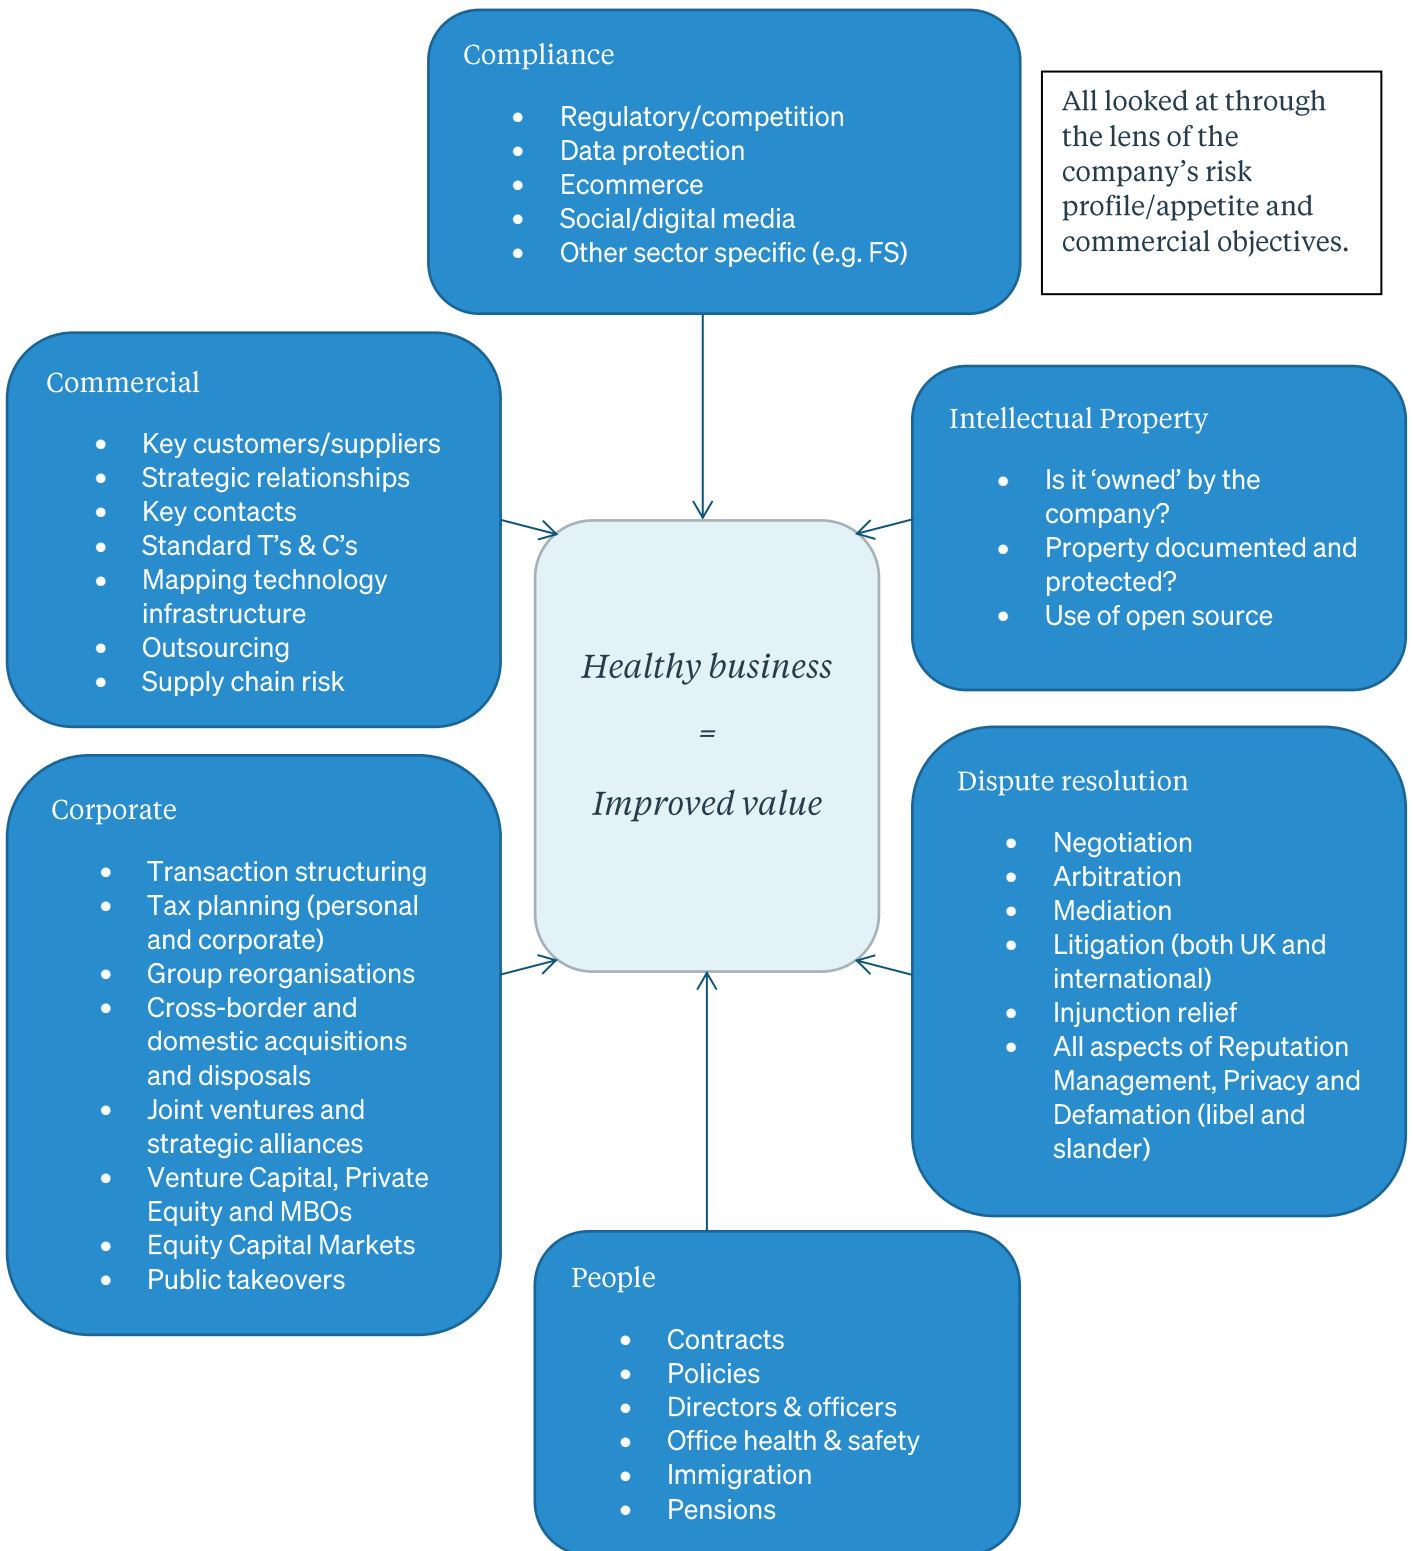 Compliance
• Regulatory/competition
• Data protection
• Ecommerce
• Social/digital media
• Other sector specific (e.g. FS)
All looked at through
the lens of the
company’s risk
profile/appetite and
commercial objectives.
Commercial
• Key customers/suppliers
• Strategic relationships
• Key contacts
• Standard T’s & C’s
• Mapping technology
infrastructure
• Outsourcing
• Supply chain risk
Intellectual Property
• Is it ‘owned’ by the
company?
• Property documented and
protected?
• Use of open source
Healthy business
=
Improved value
Corporate
• Transaction structuring
• Tax planning (personal
and corporate)
• Group reorganisations
• Cross-border and
domestic acquisitions
and disposals
• Joint ventures and
strategic alliances
• Venture Capital, Private
Equity and MBOs
• Equity Capital Markets
• Public takeovers
Dispute resolution
• Negotiation
• Arbitration
• Mediation
• Litigation (both UK and
international)
• Injunction relief
• All aspects of Reputation
Management, Privacy and
Defamation (libel and
slander)
People
• Contracts
• Policies
• Directors & officers
• Office health & safety
• Immigration
• Pensions